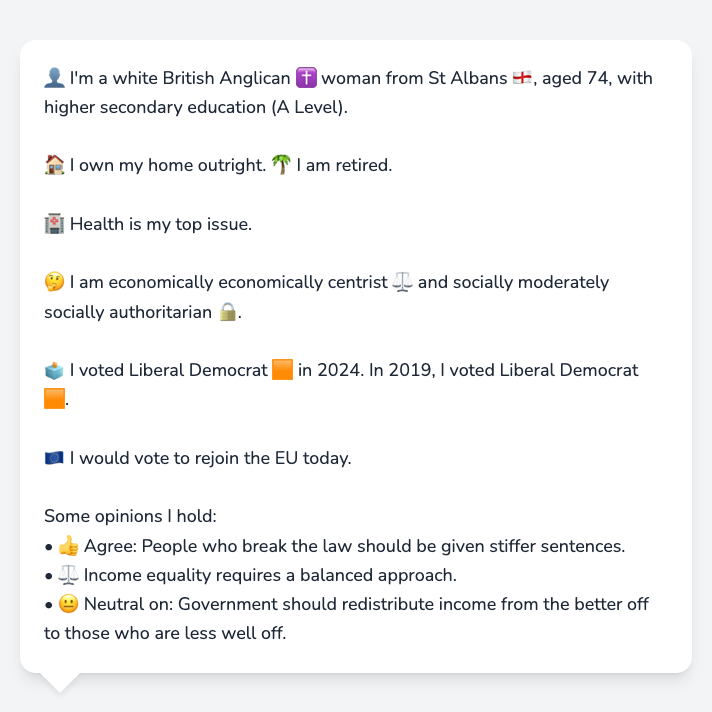 👤 I'm a white British Anglican ✝️ woman from St Albans 🏴󠁧󠁢󠁥󠁮󠁧󠁿, aged 74, with
higher secondary education (A Level).
🏠 I own my home outright. 🌴 I am retired.
🏥 Health is my top issue.
🤔 I am economically economically centrist ⚖️ and socially moderately
socially authoritarian 🔒.
🗳️ I voted Liberal Democrat 🟧 in 2024. In 2019, I voted Liberal Democrat
🟧.
🇪🇺 I would vote to rejoin the EU today.
Some opinions I hold:
• 👍 Agree: People who break the law should be given stiffer sentences.
• ⚖️ Income equality requires a balanced approach.
• 😐 Neutral on: Government should redistribute income from the better off
to those who are less well off.